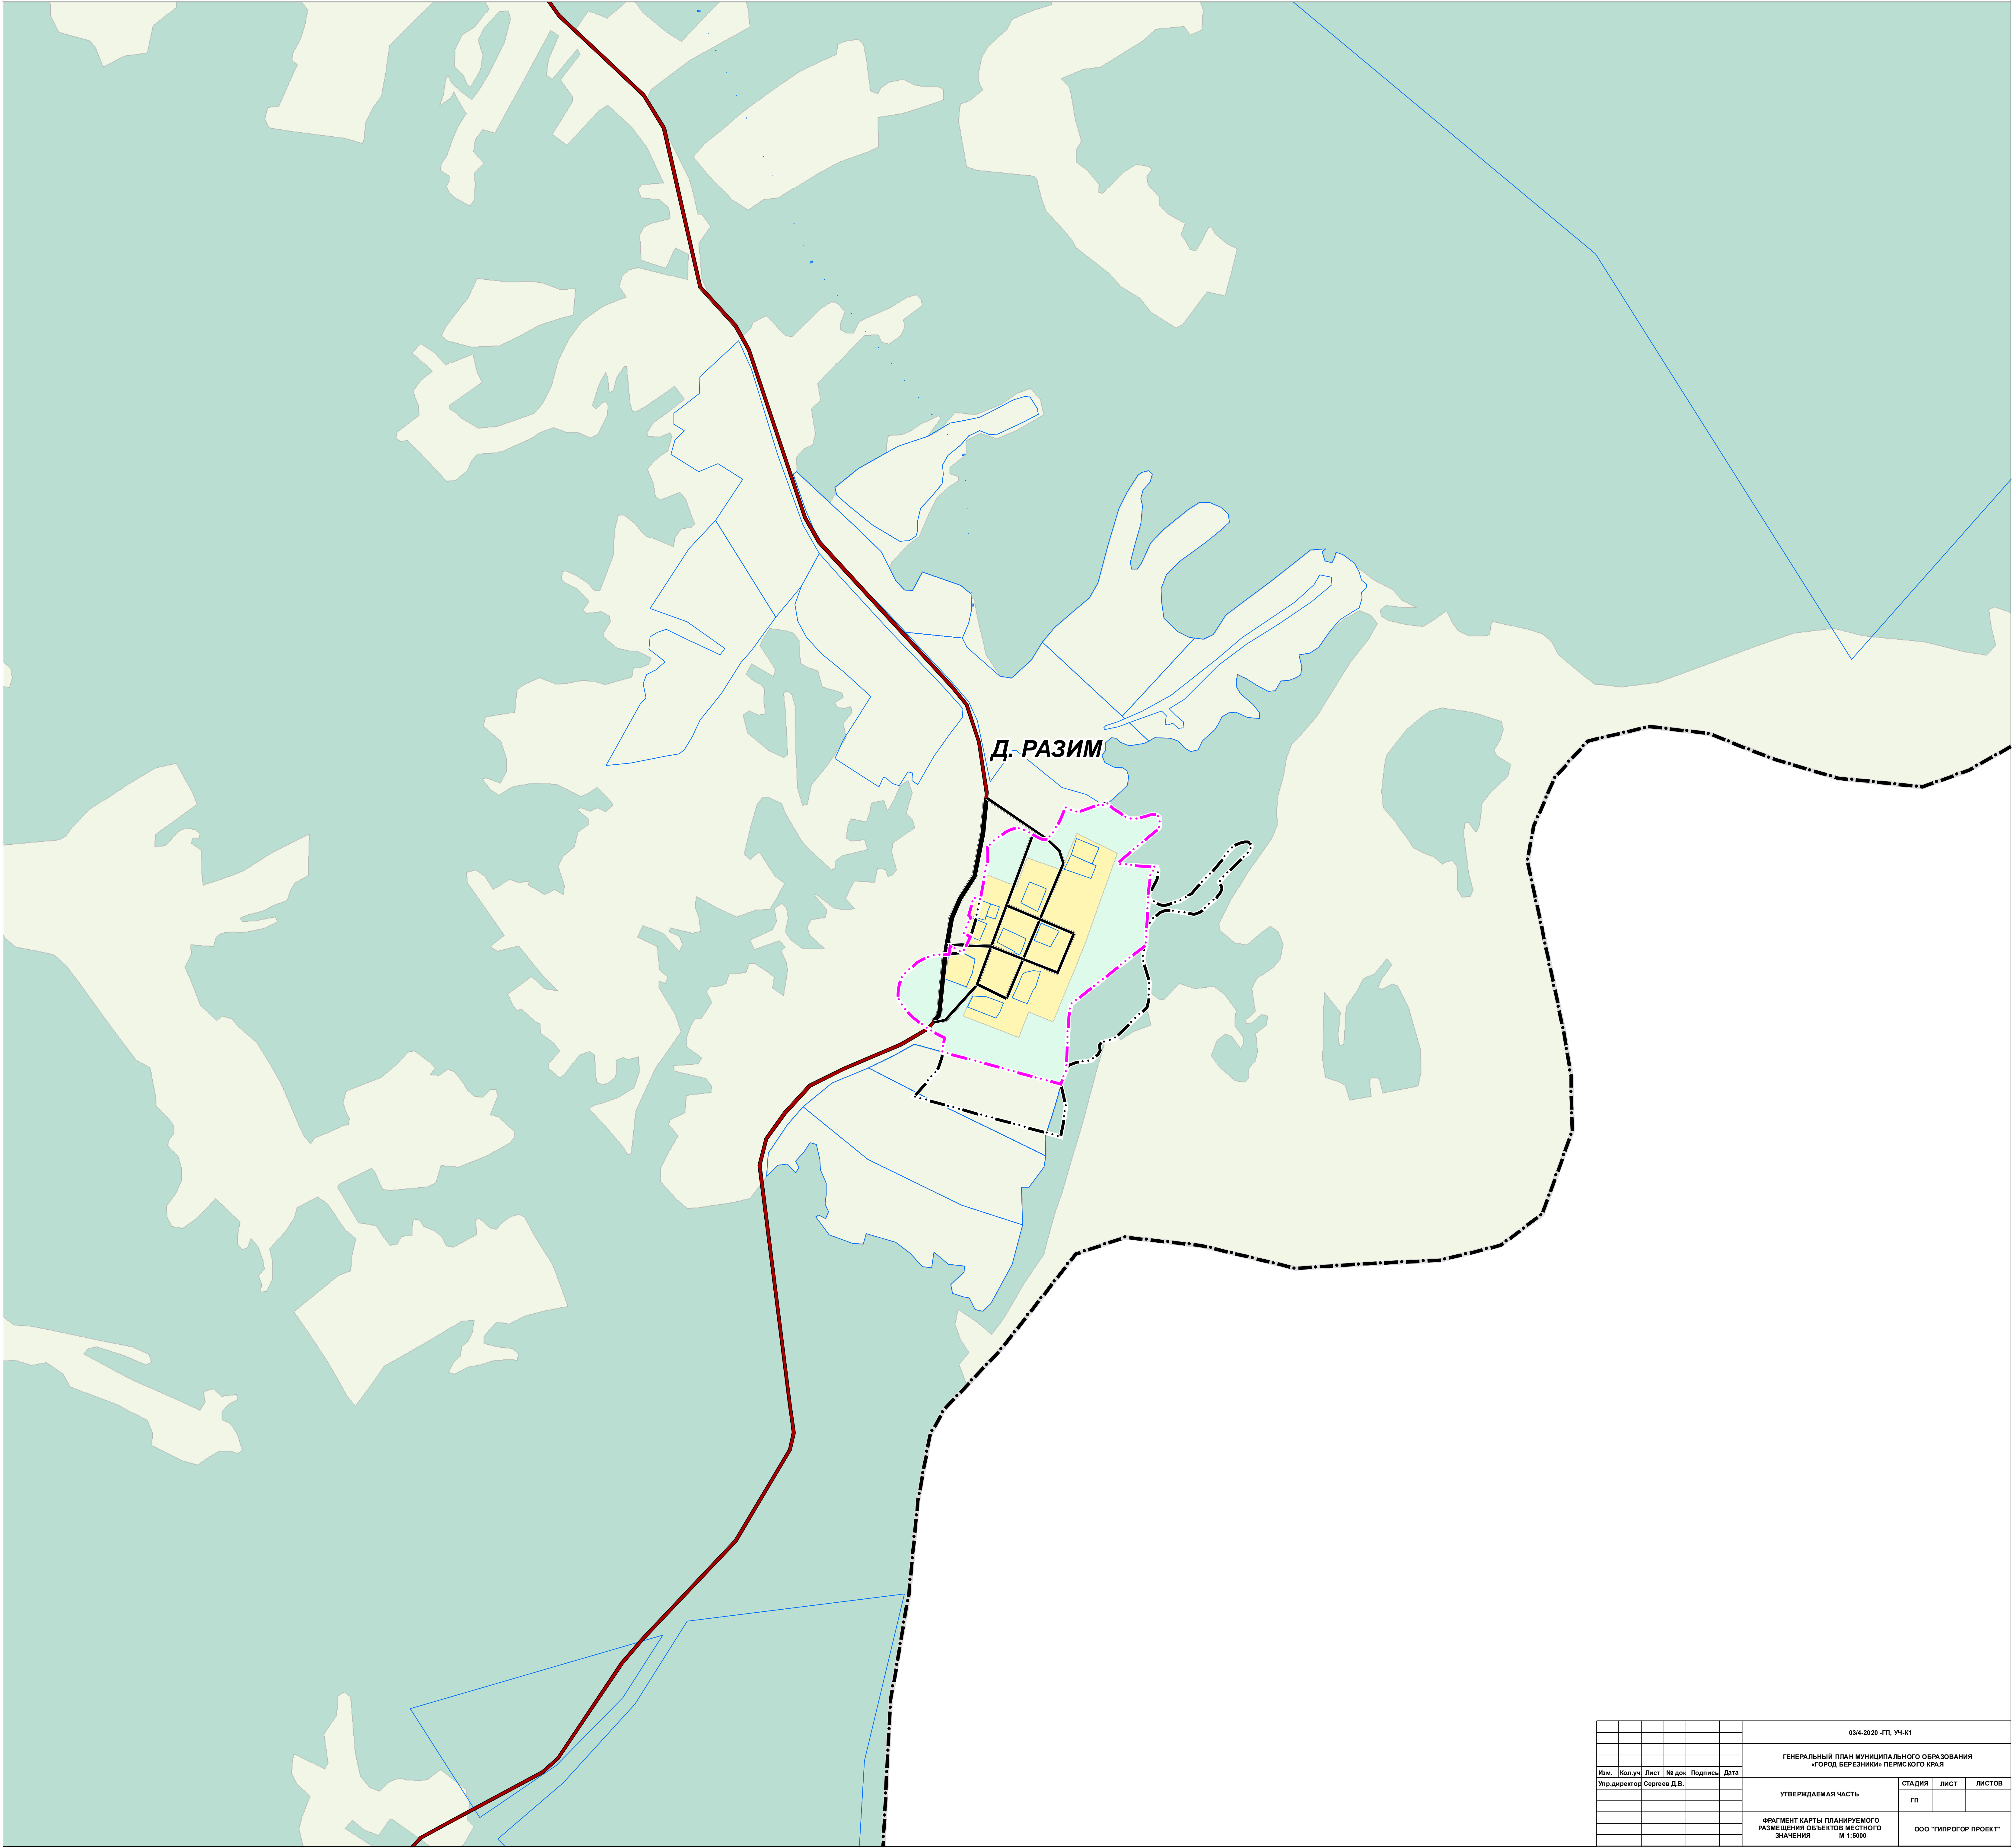 Д. РАЗИМ
03/4-2020 -ГП, УЧ-К1
ГЕНЕРАЛЬНЫЙ ПЛАН МУНИЦИПАЛЬНОГО ОБРАЗОВАНИЯ
«ГОРОД БЕРЕЗНИКИ» ПЕРМСКОГО КРАЯ
Изм. Кол.уч Лист № док Подпись Дата
Упр.директор Сергеев Д.В.
УТВЕРЖДАЕМАЯ ЧАСТЬ
СТАДИЯ ЛИСТ ЛИСТОВ
ГП
ФРАГМЕНТ КАРТЫ ПЛАНИРУЕМОГО
РАЗМЕЩЕНИЯ ОБЪЕКТОВ МЕСТНОГО
ЗНАЧЕНИЯ М 1:5000
ООО "ГИПРОГОР ПРОЕКТ"